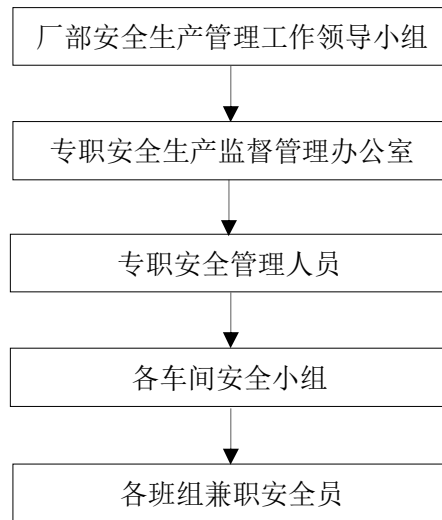 厂部安全生产管理工作领导小组
专职安全生产监督管理办公室
专职安全管理人员
各车间安全小组
各班组兼职安全员